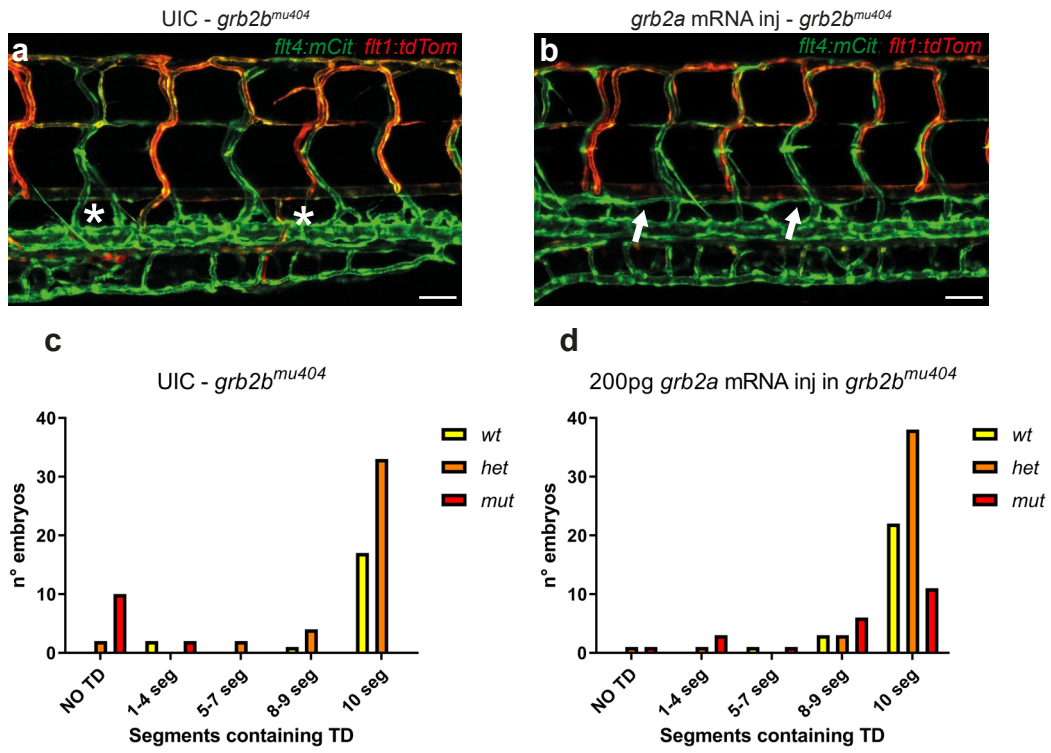 UIC - grb2b^mu404
grb2a mRNA inj - grb2b^mu404
a
flt4:mCit; flt1:tdTom
b
flt4:mCit; flt1:tdTom
*
*
c
d
UIC - grb2b^mu404
200pg grb2a mRNA inj in grb2b^mu404
40
30
20
10
0
n° embryos
wt
het
mut
NO TD
1-4 seg
5-7 seg
8-9 seg
10 seg
Segments containing TD
40
30
20
10
0
n° embryos
wt
het
mut
NO TD
1-4 seg
5-7 seg
8-9 seg
10 seg
Segments containing TD